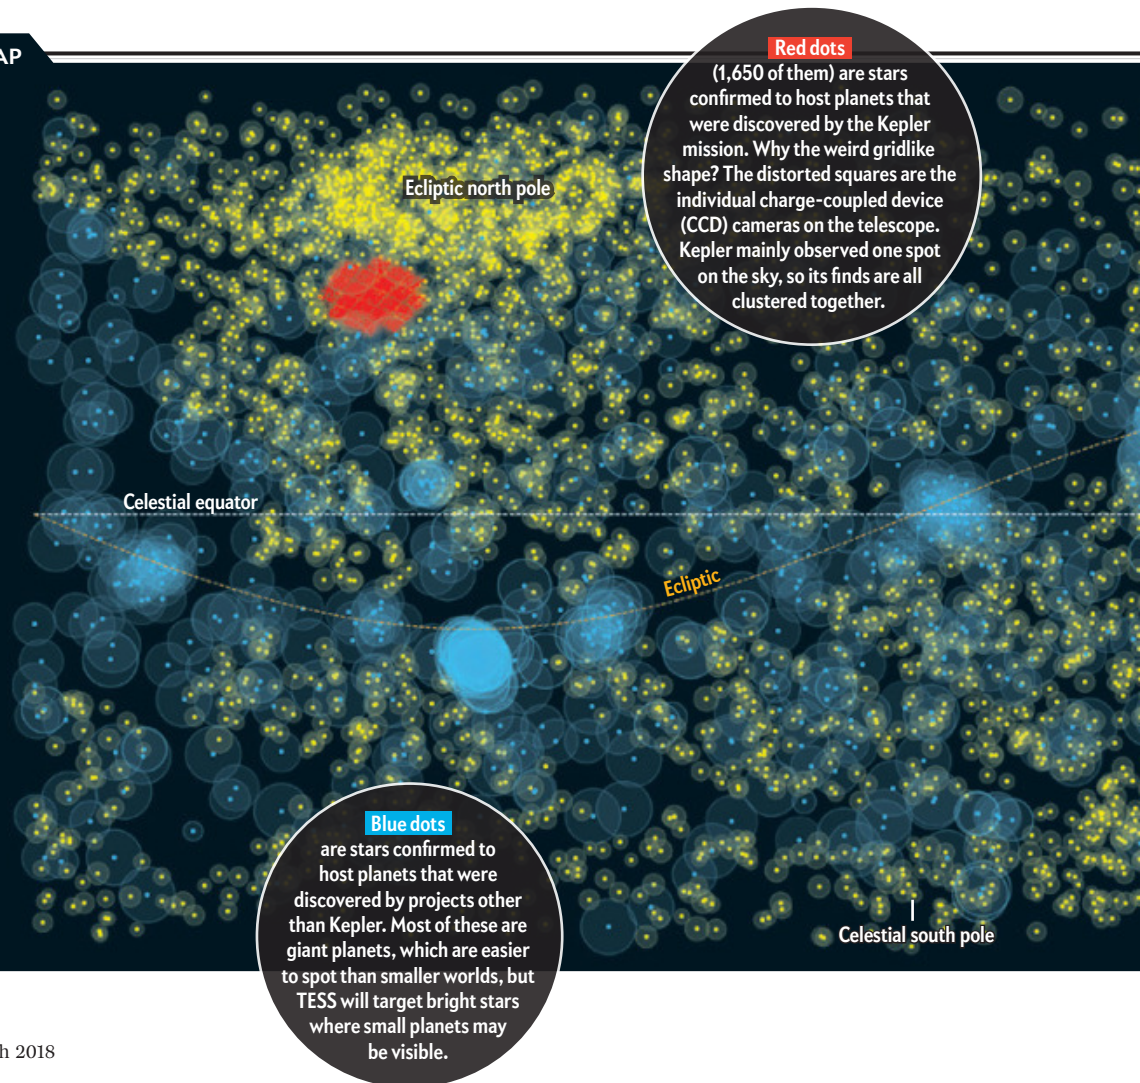 AP
Red dots
(1,650 of them) are stars
confirmed to host planets that
were discovered by the Kepler
mission. Why the weird gridlike
shape? The distorted squares are the
individual charge-coupled device
(CCD) cameras on the telescope.
Kepler mainly observed one spot
on the sky, so its finds are all
clustered together.
Ecliptic north pole
Celestial equator
Ecliptic
Blue dots
are stars confirmed to
host planets that were
discovered by projects other
than Kepler. Most of these are
giant planets, which are easier
to spot than smaller worlds, but
TESS will target bright stars
where small planets may
be visible.
Celestial south pole
h 2018